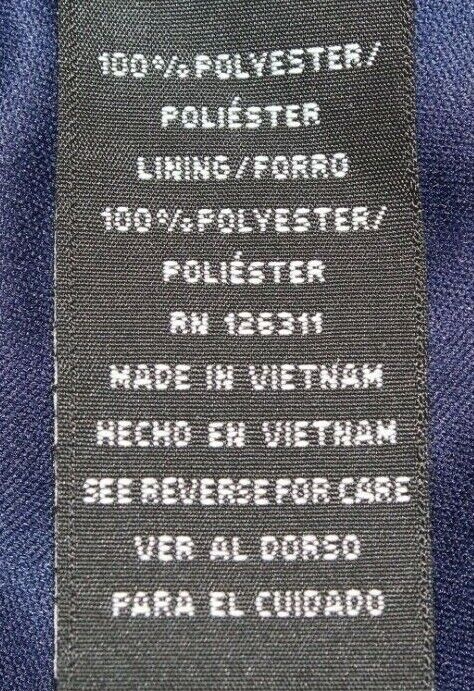 100% POLYESTER/
POLIÉSTER
LINING/FORRO
100% POLYESTER/
POLIÉSTER
RN 126311
MADE IN VIETNAM
HECHO EN VIETNAM
SEE REVERSE FOR CARE
VER AL DORSO
PARA EL CUIDADO